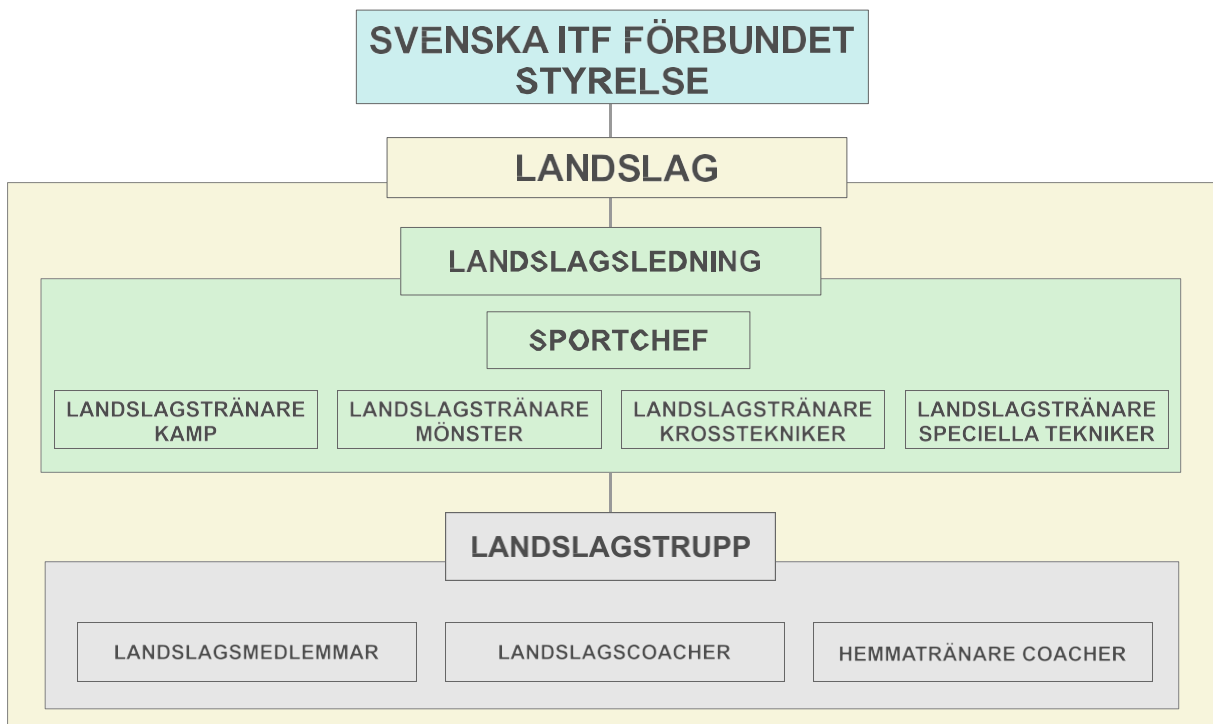 SVENSKA ITF FÖRBUNDET
STYRELSE
LANDSLAG
LANDSLAGSLEDNING
SPORTCHEF
LANDSLAGSTRÄNARE
KAMP
LANDSLAGSTRÄNARE
MÖNSTER
LANDSLAGSTRÄNARE
KROSSTEKNIKER
LANDSLAGSTRÄNARE
SPECIELLA TEKNIKER
LANDSLAGSTRUPP
LANDSLAGSMEDLEMMAR
LANDSLAGSCOACHER
HEMMATRÄNARE COACHER